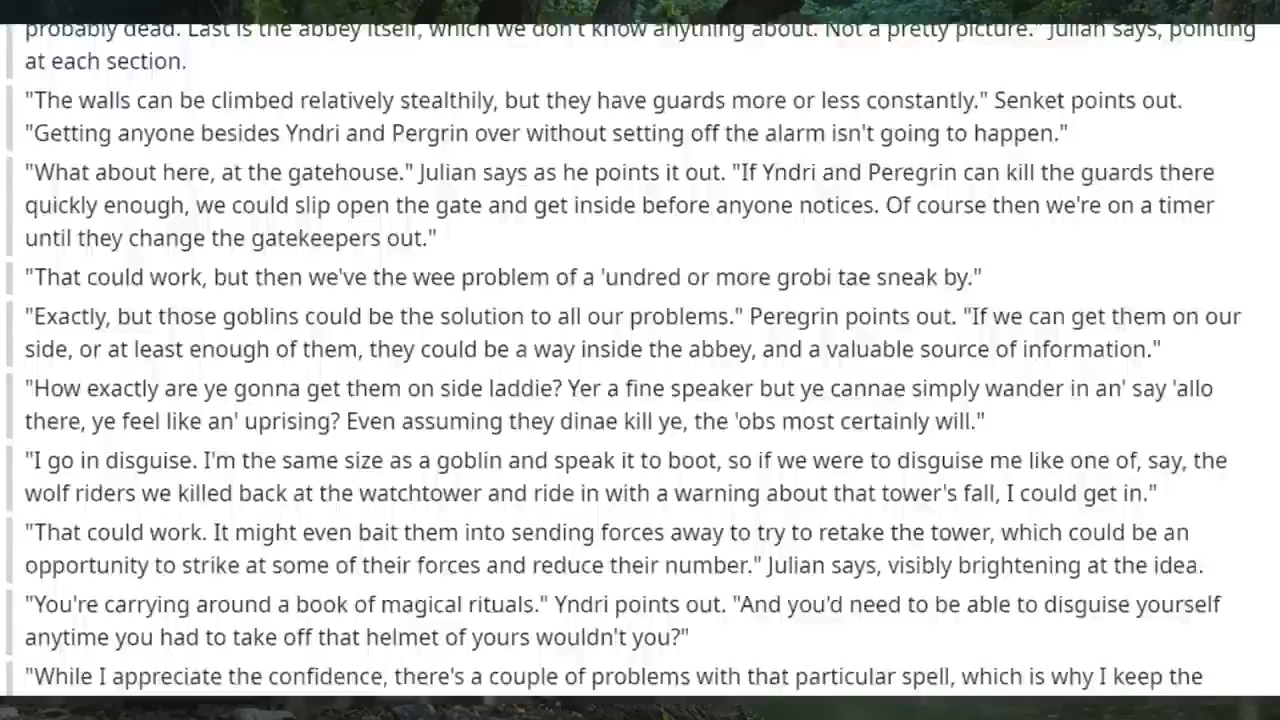 probably dead. Last is the abbey itself, which we don't know anything about. Not a pretty picture." Julian says, pointing
at each section.
"The walls can be climbed relatively stealthily, but they have guards more or less constantly." Senket points out.
"Getting anyone besides Yndri and Pergrin over without setting off the alarm isn't going to happen."
"What about here, at the gatehouse." Julian says as he points it out. "If Yndri and Peregrin can kill the guards there
quickly enough, we could slip open the gate and get inside before anyone notices. Of course then we're on a timer
until they change the gatekeepers out."
"That could work, but then we've the wee problem of a 'undred or more grobi tae sneak by."
"Exactly, but those goblins could be the solution to all our problems." Peregrin points out. "If we can get them on our
side, or at least enough of them, they could be a way inside the abbey, and a valuable source of information."
"How exactly are ye gonna get them on side laddie? Yer a fine speaker but ye cannae simply wander in an' say 'allo
there, ye feel like an' uprising? Even assuming they dinae kill ye, the 'obs most certainly will."
"I go in disguise. I'm the same size as a goblin and speak it to boot, so if we were to disguise me like one of, say, the
wolf riders we killed back at the watchtower and ride in with a warning about that tower's fall, I could get in."
"That could work. It might even bait them into sending forces away to try to retake the tower, which could be an
opportunity to strike at some of their forces and reduce their number." Julian says, visibly brightening at the idea.
"You're carrying around a book of magical rituals." Yndri points out. "And you'd need to be able to disguise yourself
anytime you had to take off that helmet of yours wouldn't you?"
"While I appreciate the confidence, there's a couple of problems with that particular spell, which is why I keep the